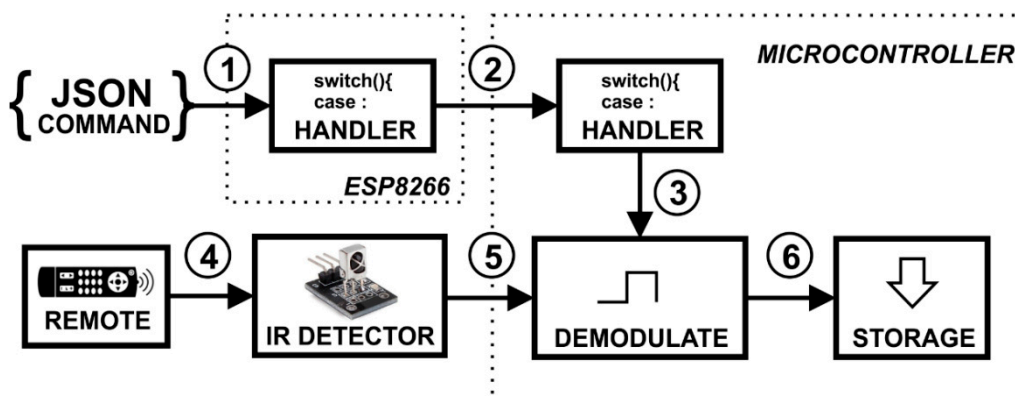 1
2
MICROCONTROLLER
{ JSON
COMMAND }
switch(){
case :
HANDLER
switch(){
case :
HANDLER
ESP8266
3
4
5
6
REMOTE
IR DETECTOR
DEMODULATE
STORAGE